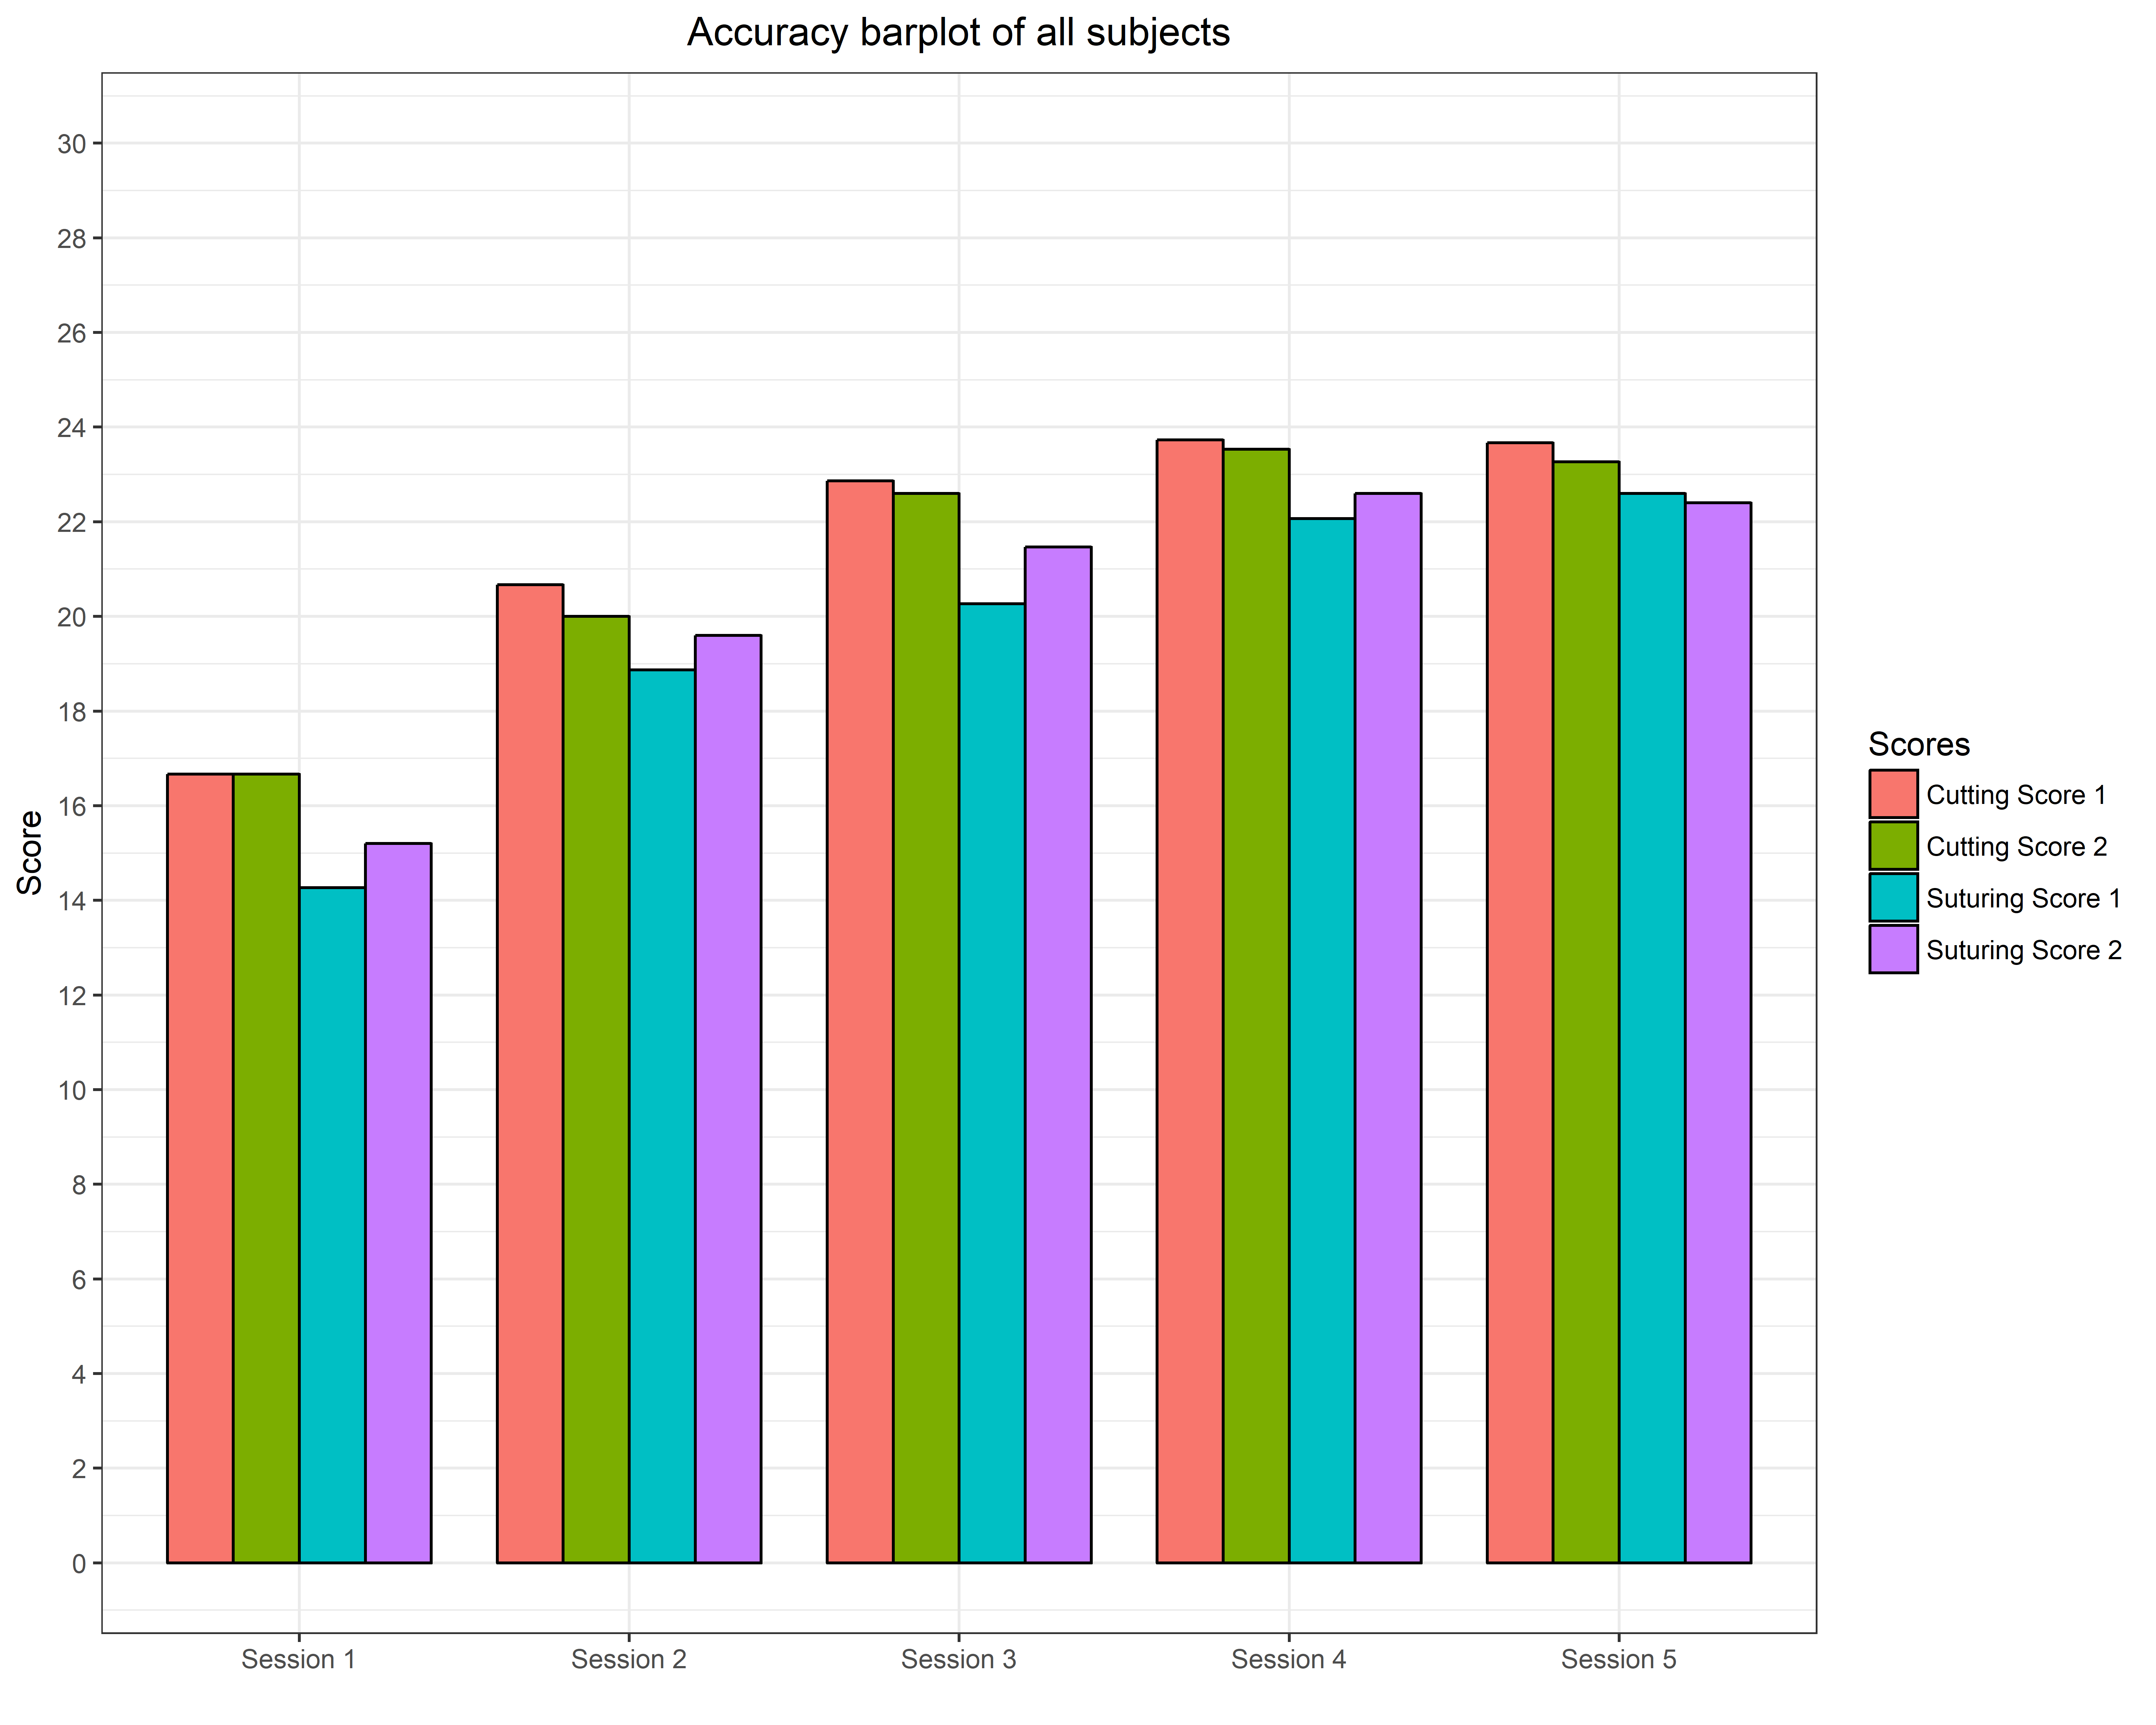 Accuracy barplot of all subjects
Score
30
28
26
24
22
20
18
16
14
12
10
8
6
4
2
0
Session 1
Session 2
Session 3
Session 4
Session 5
Scores
Cutting Score 1
Cutting Score 2
Suturing Score 1
Suturing Score 2